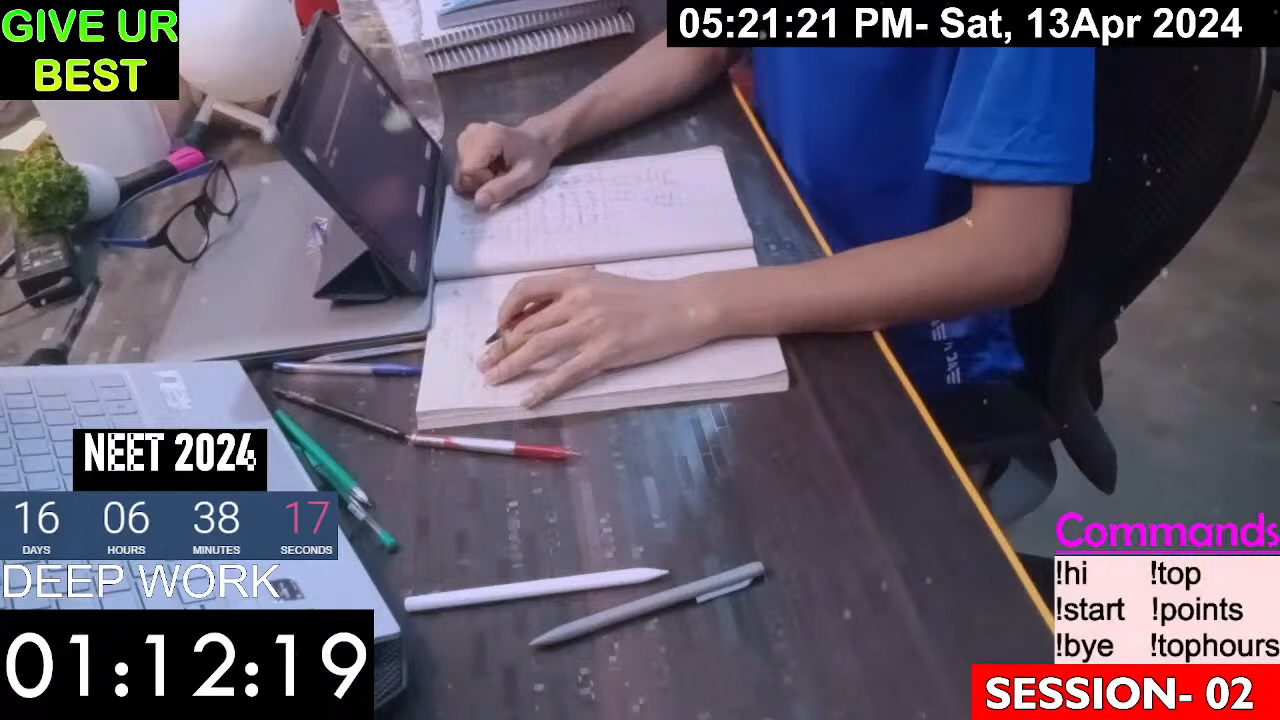 GIVE UR
BEST
05:21:21 PM- Sat, 13Apr 2024
NEET 2024
16 06 38 17
DAYS HOURS MINUTES SECONDS
DEEP WORK
01:12:19
Commands
!hi !top
!start !points
!bye !tophours
SESSION- 02